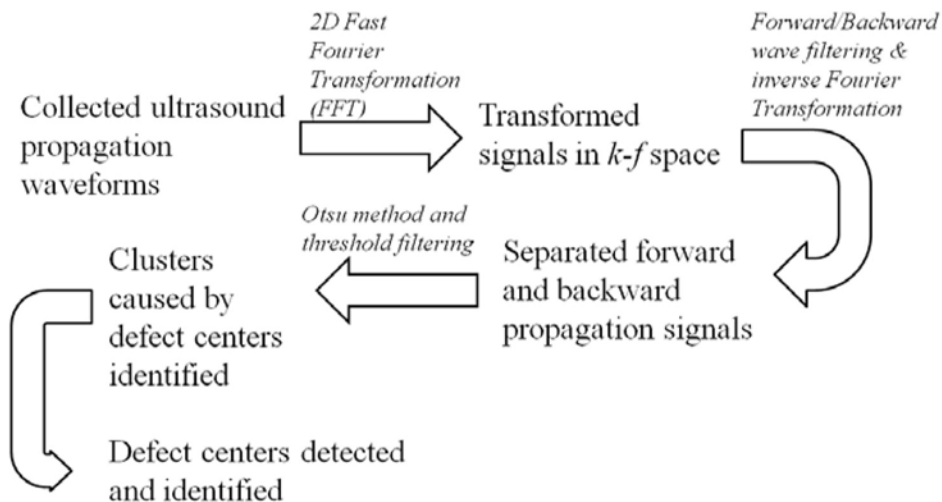 2D Fast
Fourier
Transformation
(FFT)
Forward/Backward
wave filtering &
inverse Fourier
Transformation
Collected ultrasound
propagation
waveforms
Transformed
signals in k-f space
Otsu method and
threshold filtering
Separated forward
and backward
propagation signals
Clusters
caused by
defect centers
identified
Defect centers detected
and identified